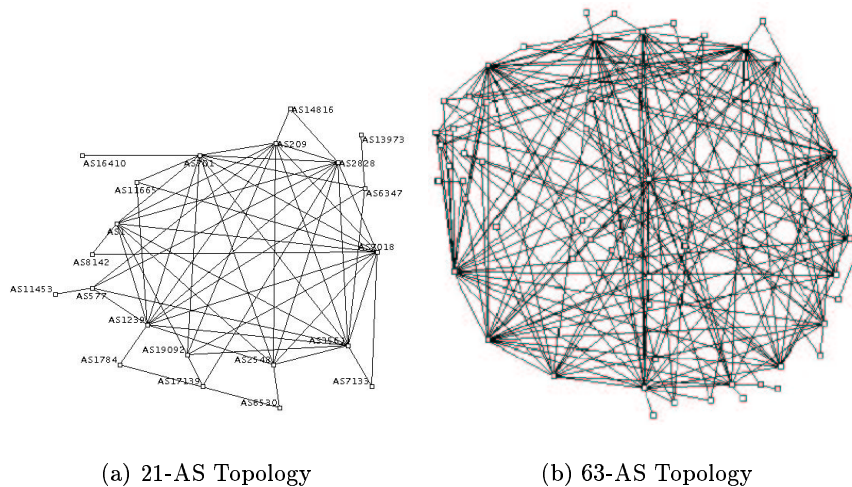 AS14816
AS13973
AS209
AS16410
AS701
AS2828
AS11665
AS6347
AS7018
AS8142
AS11453
AS577
AS1239
AS3561
AS19092
AS2548
AS1784
AS17139
AS7133
AS6530
(a) 21-AS Topology
(b) 63-AS Topology